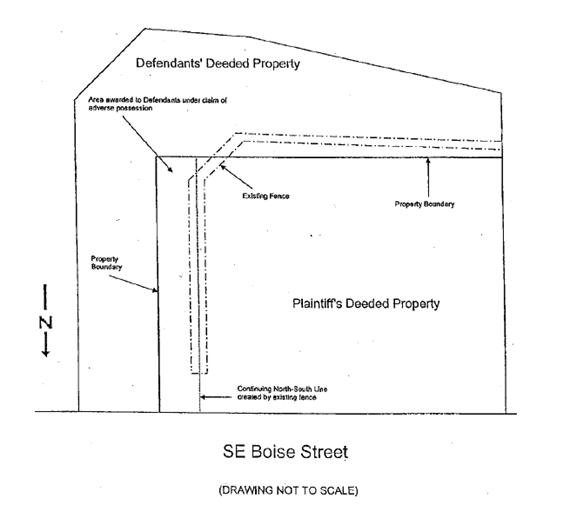 Defendants' Deeded Property
Area awarded to Defendants under claim of
adverse possession
Existing Fence
Property Boundary
Property
Boundary
N
Plaintiff's Deeded Property
Continuing North-South Line
created by existing fence
SE Boise Street
(DRAWING NOT TO SCALE)